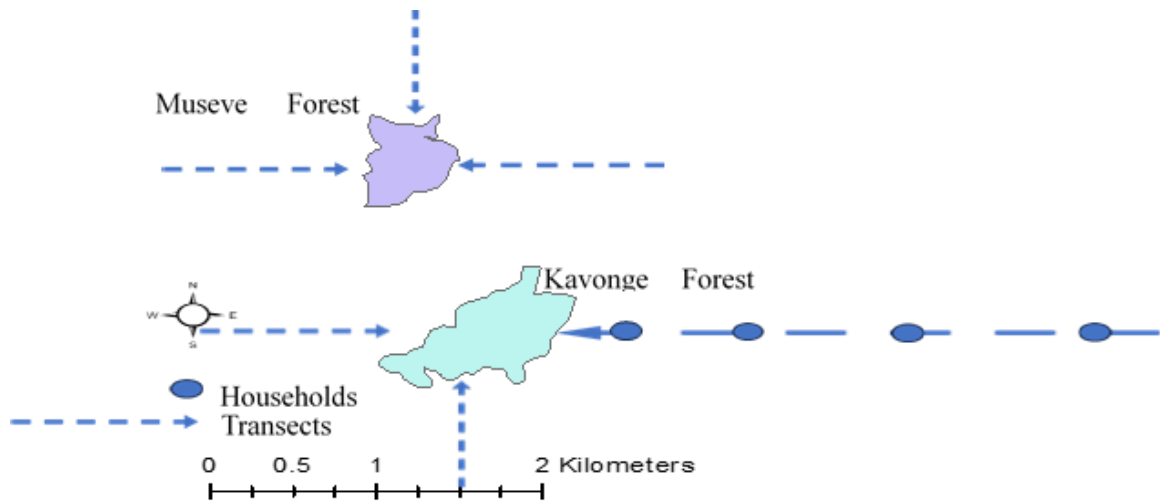 Museve Forest
Kavonge Forest
N
W E
S
Households
Transects
0 0.5 1 2 Kilometers